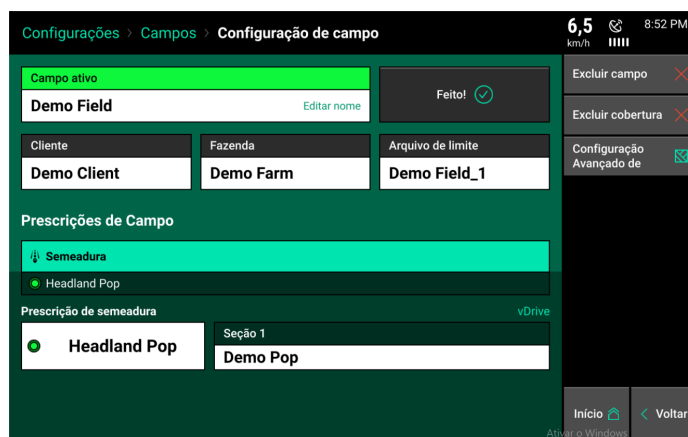 Configurações > Campos > Configuração de campo
6,5
km/h
8:52 PM
Campo ativo
Demo Field
Editar nome
Feito!
Excluir campo
Excluir cobertura
Configuração
Avançado de
Cliente
Demo Client
Fazenda
Demo Farm
Arquivo de limite
Demo Field_1
Prescrições de Campo
Semeadura
Headland Pop
Prescrição de semeadura
vDrive
Headland Pop
Seção 1
Demo Pop
Início
< Voltar
Ativar o Windows